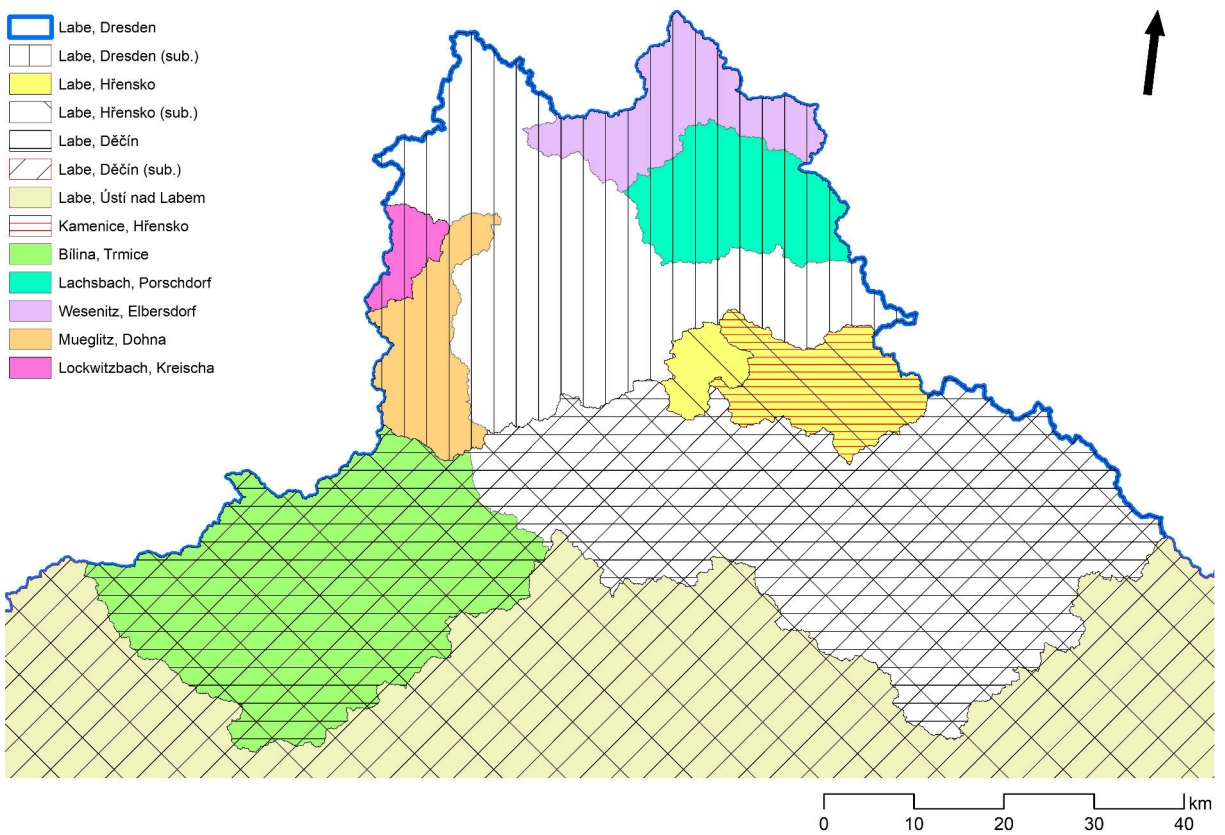 Labe, Dresden
Labe, Dresden (sub.)
Labe, Hřensko
Labe, Hřensko (sub.)
Labe, Děčín
Labe, Děčín (sub.)
Labe, Ústí nad Labem
Kamenice, Hřensko
Bílina, Trmice
Lachsbach, Porschdorf
Wesenitz, Elbersdorf
Mueglitz, Dohna
Lockwitzbach, Kreischa
km
0 10 20 30 40